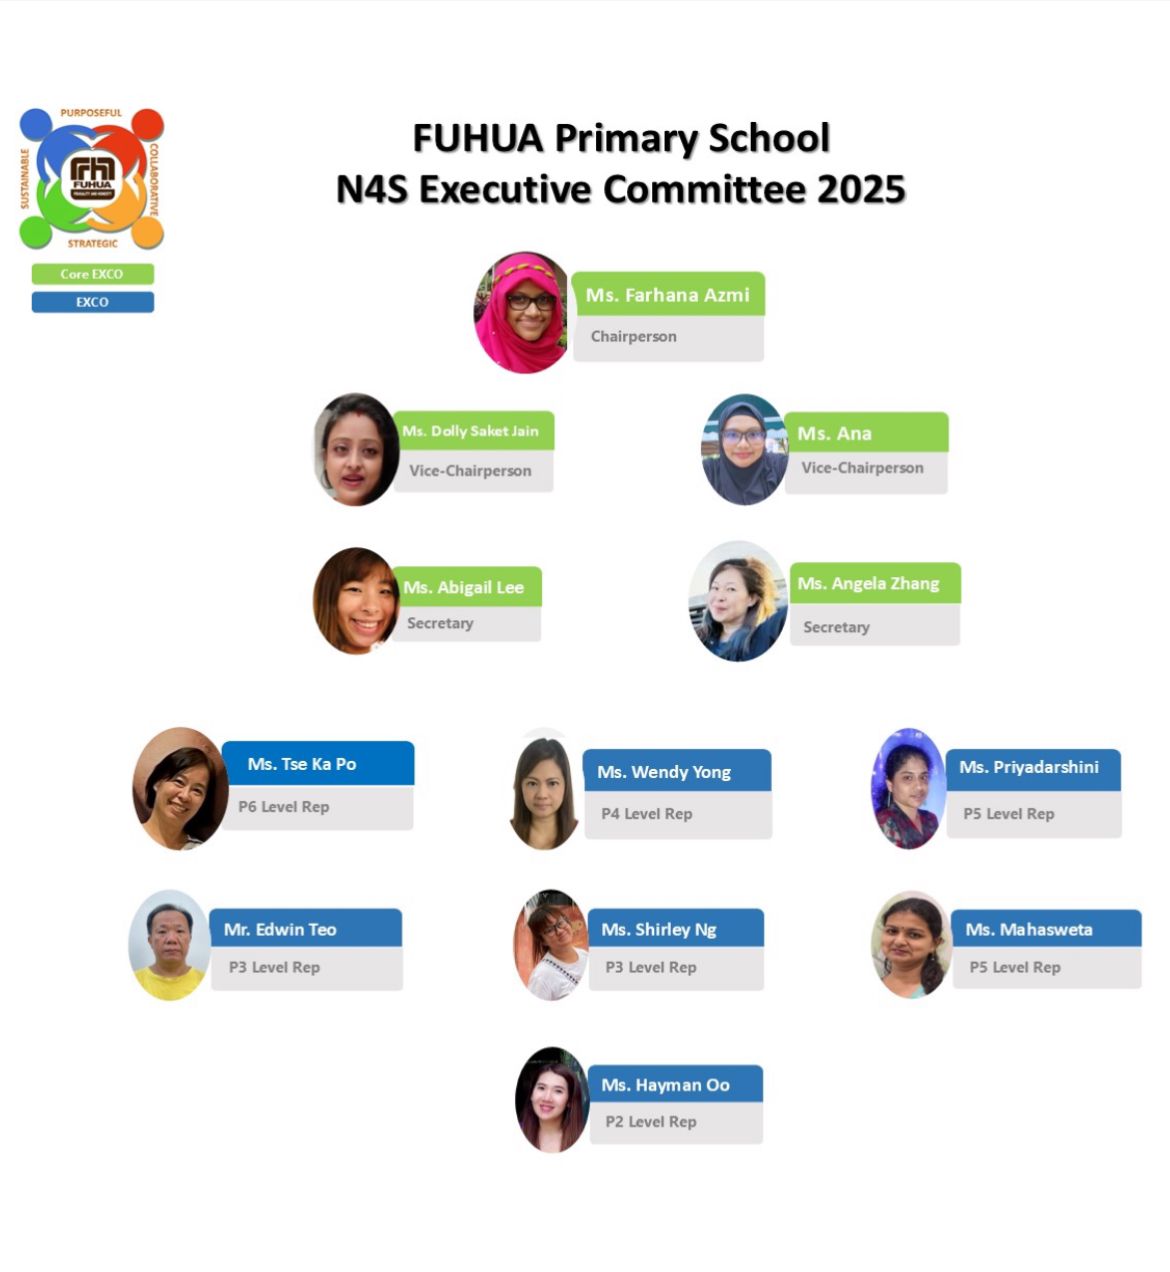 PURPOSEFUL
SUSTAINABLE
COLLABORATIVE
FUHUA
STRATEGIC
Core EXCO
EXCO
FUHUA Primary School
N4S Executive Committee 2025
Ms. Farhana Azmi
Chairperson
Ms. Dolly Saket Jain
Vice-Chairperson
Ms. Ana
Vice-Chairperson
Ms. Abigail Lee
Secretary
Ms. Angela Zhang
Secretary
Ms. Tse Ka Po
P6 Level Rep
Ms. Wendy Yong
P4 Level Rep
Ms. Priyadarshini
P5 Level Rep
Mr. Edwin Teo
P3 Level Rep
Ms. Shirley Ng
P3 Level Rep
Ms. Mahasweta
P5 Level Rep
Ms. Hayman Oo
P2 Level Rep